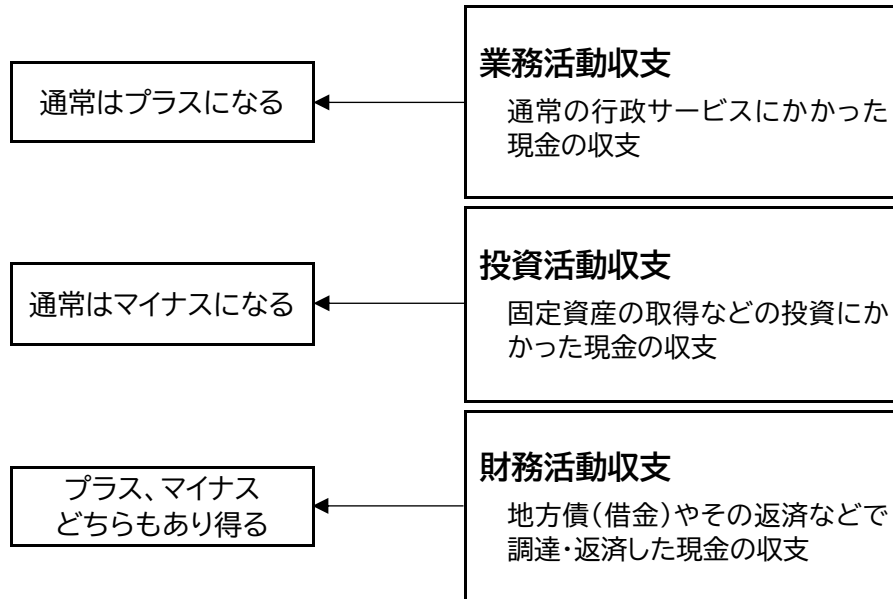 業務活動収支
通常の行政サービスにかかった
現金の収支
通常はプラスになる
投資活動収支
固定資産の取得などの投資にか
かった現金の収支
通常はマイナスになる
財務活動収支
地方債(借金)やその返済などで
調達・返済した現金の収支
プラス、マイナス
どちらもあり得る